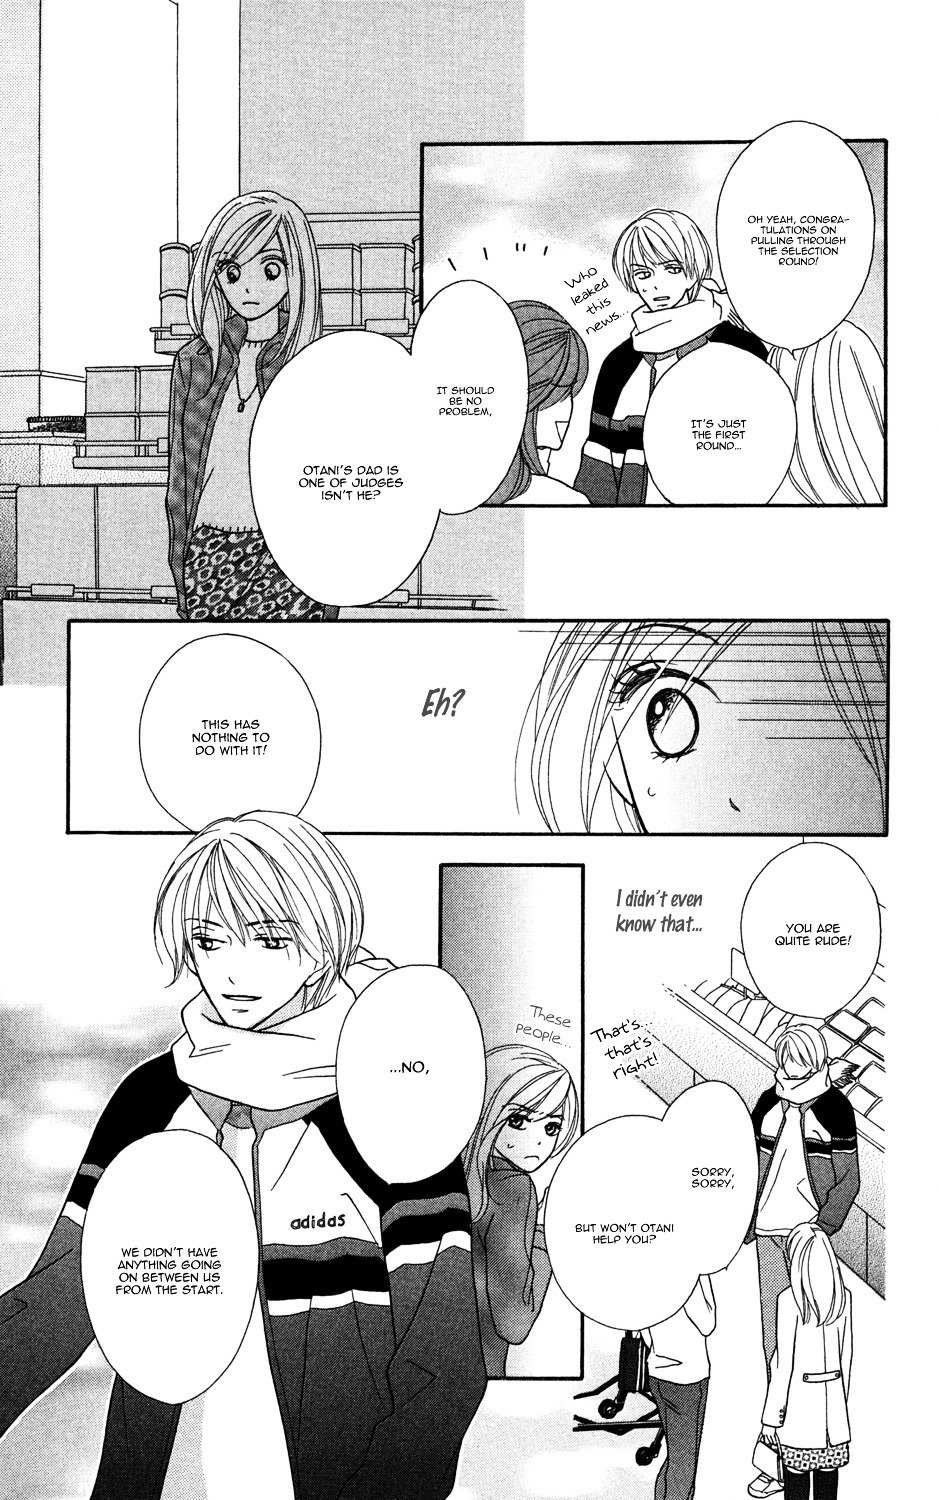 OH YEAH, CONGRA-
TULATIONS ON
PULLING THROUGH
THE SELECTION
ROUND!
Who
leaked
this
news...
IT'S JUST
THE FIRST
ROUND...
IT SHOULD
BE NO
PROBLEM,
OTANI'S DAD IS
ONE OF JUDGES
ISN'T HE?
Eh?
THIS HAS
NOTHING TO
DO WITH IT!
YOU ARE
QUITE RUDE!
I didn't even
know that...
That's...
that's
right!
SORRY,
SORRY,
BUT WON'T OTANI
HELP YOU?
These
people...
...NO,
adidas
WE DIDN'T HAVE
ANYTHING GOING
ON BETWEEN US
FROM THE START.